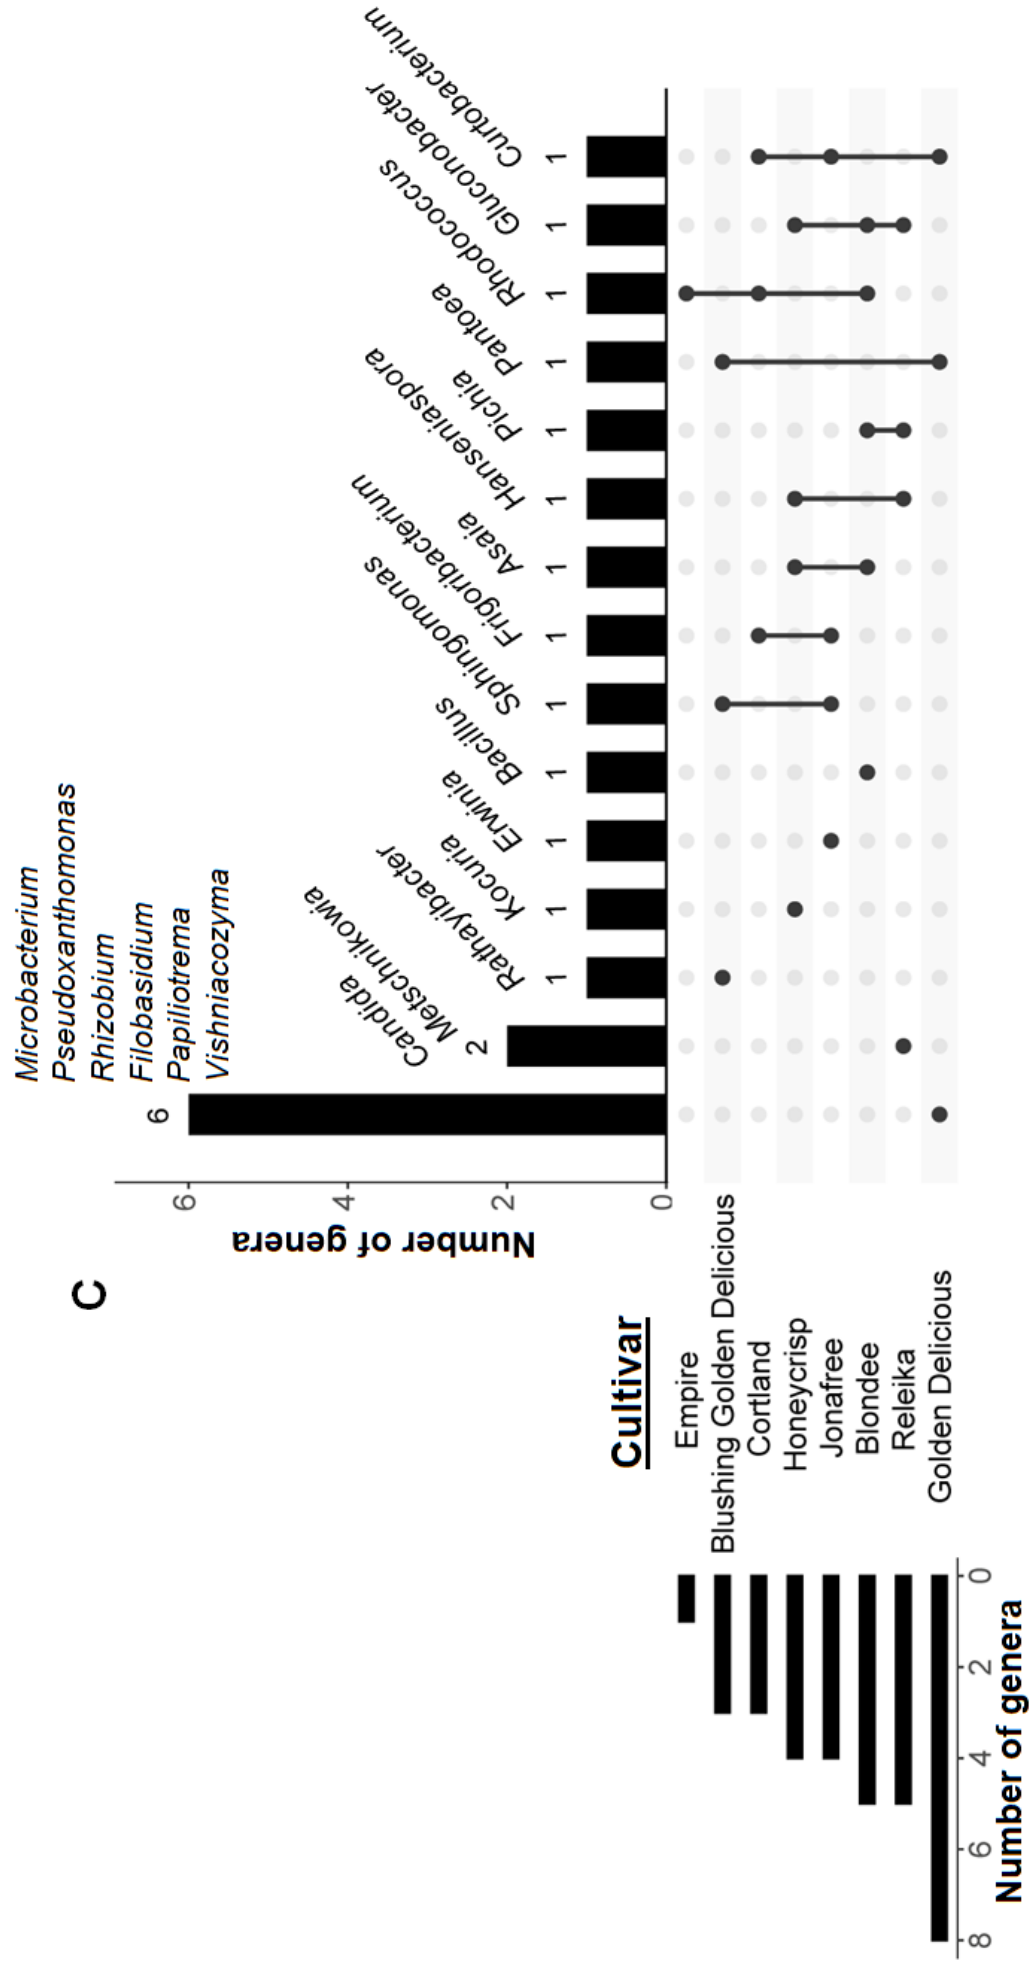 C
Number of genera
6
4
2
0
6
Microbacterium
Pseudoxanthomonas
Rhizobium
Filobasidium
Papiliotrema
Vishniacozyma
2
Candida
Metschnikowia
1
Rathayibacter
1
Kocuria
1
Erwinia
1
Bacillus
1
Sphingomonas
1
Frigoribacterium
1
Asaia
1
Hanseniaspora
1
Pichia
1
Pantoea
1
Rhodococcus
1
Gluconobacter
1
Curtobacterium
Cultivar
Empire
Blushing Golden Delicious
Cortland
Honeycrisp
Jonafree
Blondee
Releika
Golden Delicious
8
6
4
2
0
Number of genera